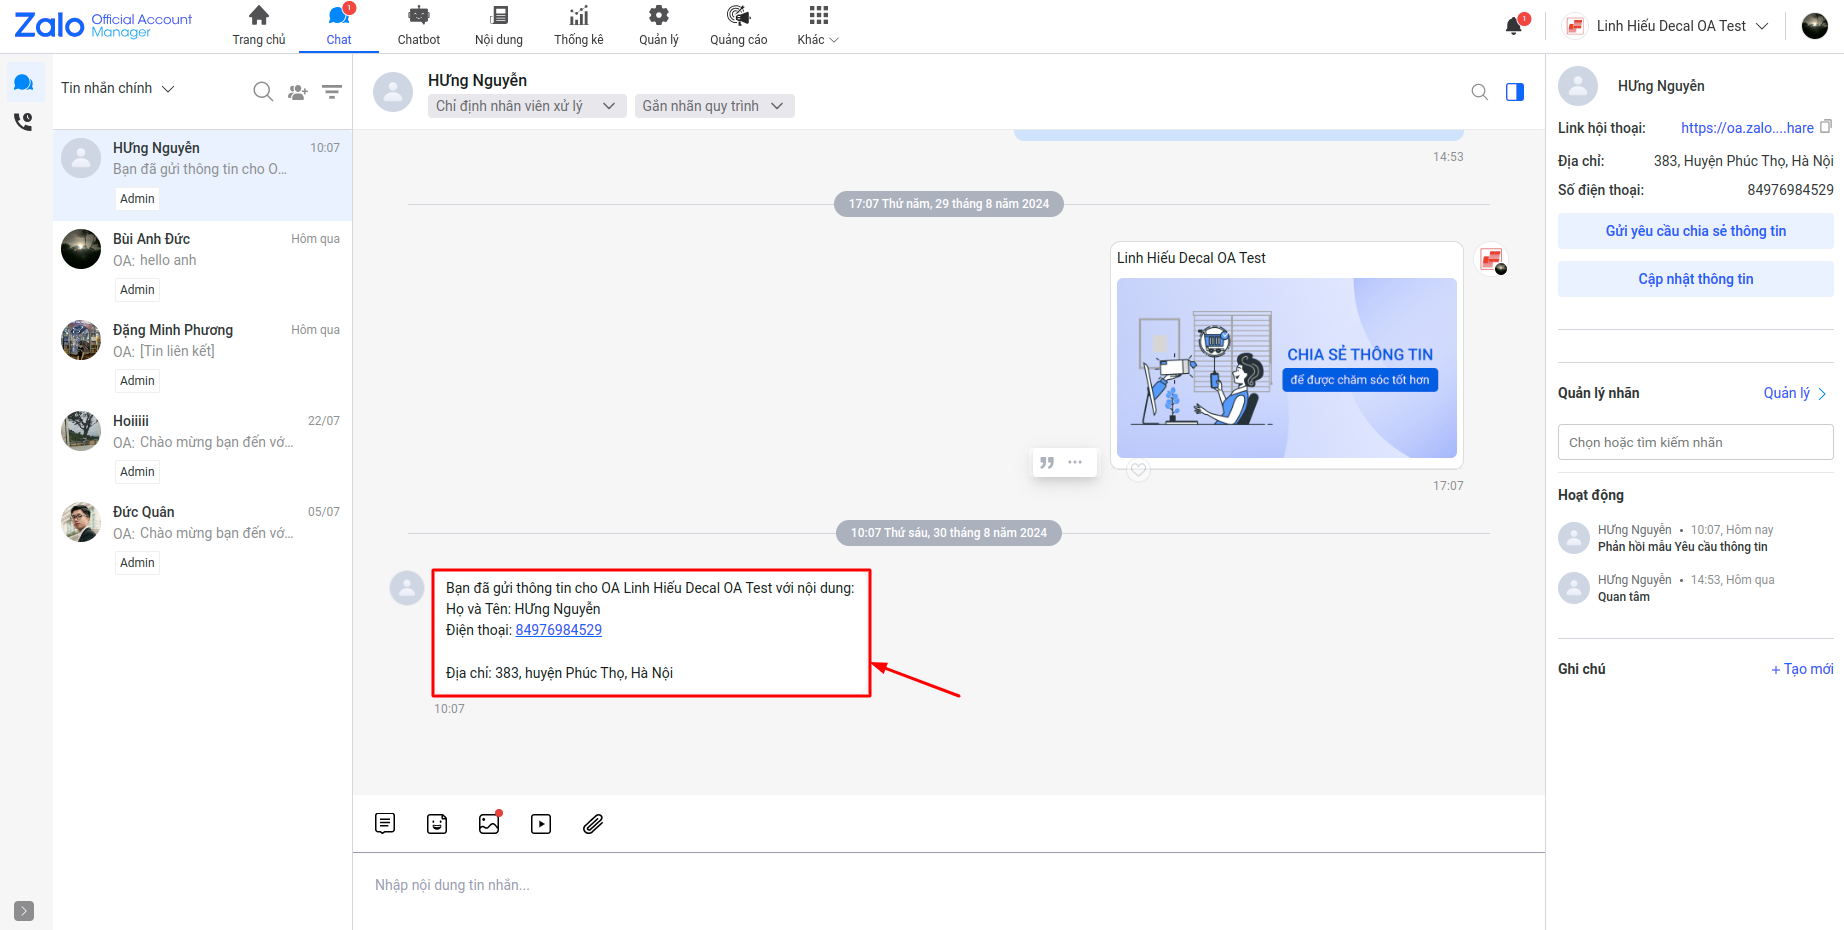 Zalo Official Account Manager
Trang chủ
Chat
1
Chatbot
Nội dung
Thống kê
Quản lý
Quảng cáo
Khác
1
Linh Hiếu Decal OA Test
Tin nhắn chính
HƯng Nguyễn
10:07
Bạn đã gửi thông tin cho O...
Admin
Bùi Anh Đức
Hôm qua
OA: hello anh
Admin
Đặng Minh Phương
Hôm qua
OA: [Tin liên kết]
Admin
Hoiiiii
22/07
OA: Chào mừng bạn đến vớ...
Admin
Đức Quân
05/07
OA: Chào mừng bạn đến vớ...
Admin
HƯng Nguyễn
Chỉ định nhân viên xử lý
Gắn nhãn quy trình
14:53
17:07 Thứ năm, 29 tháng 8 năm 2024
Linh Hiếu Decal OA Test
CHIA SẺ THÔNG TIN
để được chăm sóc tốt hơn
17:07
10:07 Thứ sáu, 30 tháng 8 năm 2024
Bạn đã gửi thông tin cho OA Linh Hiếu Decal OA Test với nội dung:
Họ và Tên: HƯng Nguyễn
Điện thoại: 84976984529
Địa chỉ: 383, huyện Phúc Thọ, Hà Nội
10:07
Nhập nội dung tin nhắn...
HƯng Nguyễn
Link hội thoại: https://oa.zalo....hare
Địa chỉ: 383, Huyện Phúc Thọ, Hà Nội
Số điện thoại: 84976984529
Gửi yêu cầu chia sẻ thông tin
Cập nhật thông tin
Quản lý nhãn
Quản lý
Chọn hoặc tìm kiếm nhãn
Hoạt động
HƯng Nguyễn • 10:07, Hôm nay
Phản hồi mẫu Yêu cầu thông tin
HƯng Nguyễn • 14:53, Hôm qua
Quan tâm
Ghi chú
+ Tạo mới